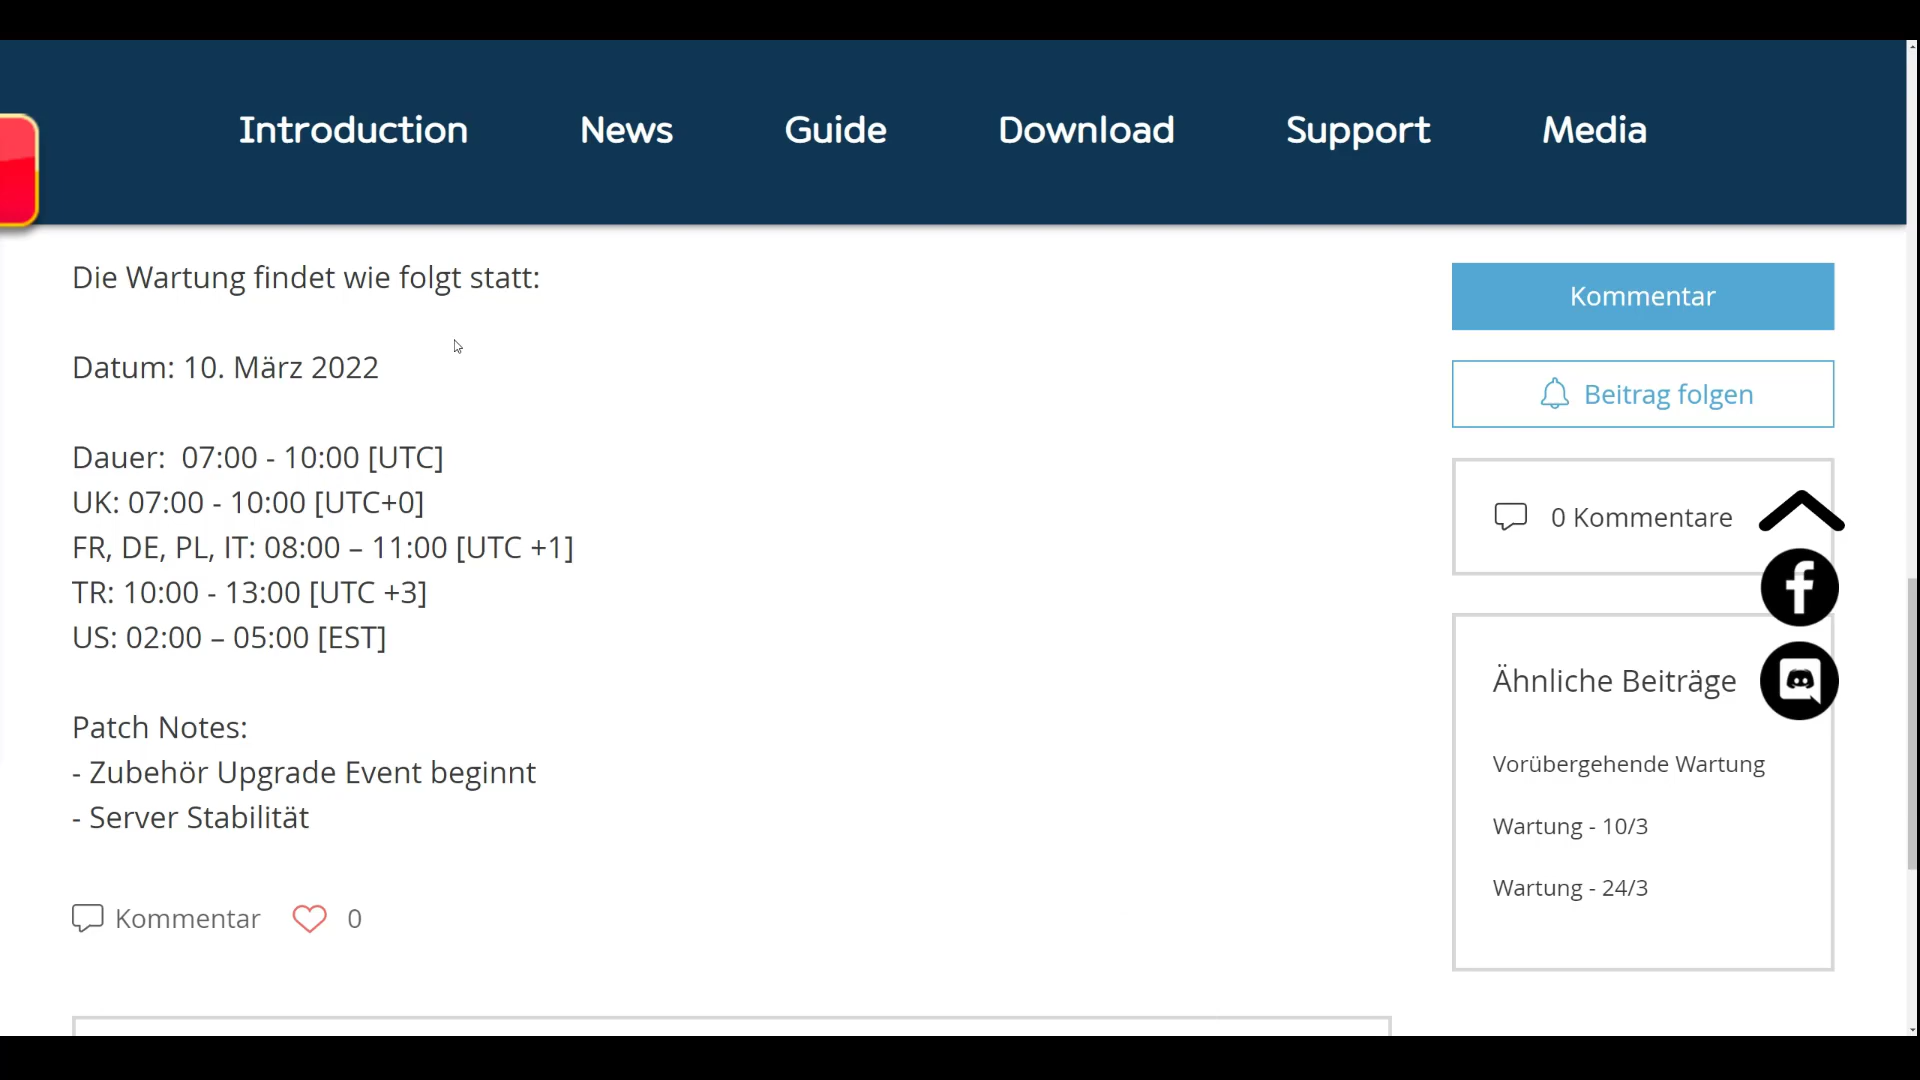 Introduction
News
Guide
Download
Support
Media
Die Wartung findet wie folgt statt:
Datum: 10. März 2022
Dauer:  07:00 - 10:00 [UTC]
UK: 07:00 - 10:00 [UTC+0]
FR, DE, PL, IT: 08:00 – 11:00 [UTC +1]
TR: 10:00 - 13:00 [UTC +3]
US: 02:00 – 05:00 [EST]
Patch Notes:
- Zubehör Upgrade Event beginnt
- Server Stabilität
Kommentar
0
Kommentar
Beitrag folgen
0 Kommentare
Ähnliche Beiträge
Vorübergehende Wartung
Wartung - 10/3
Wartung - 24/3